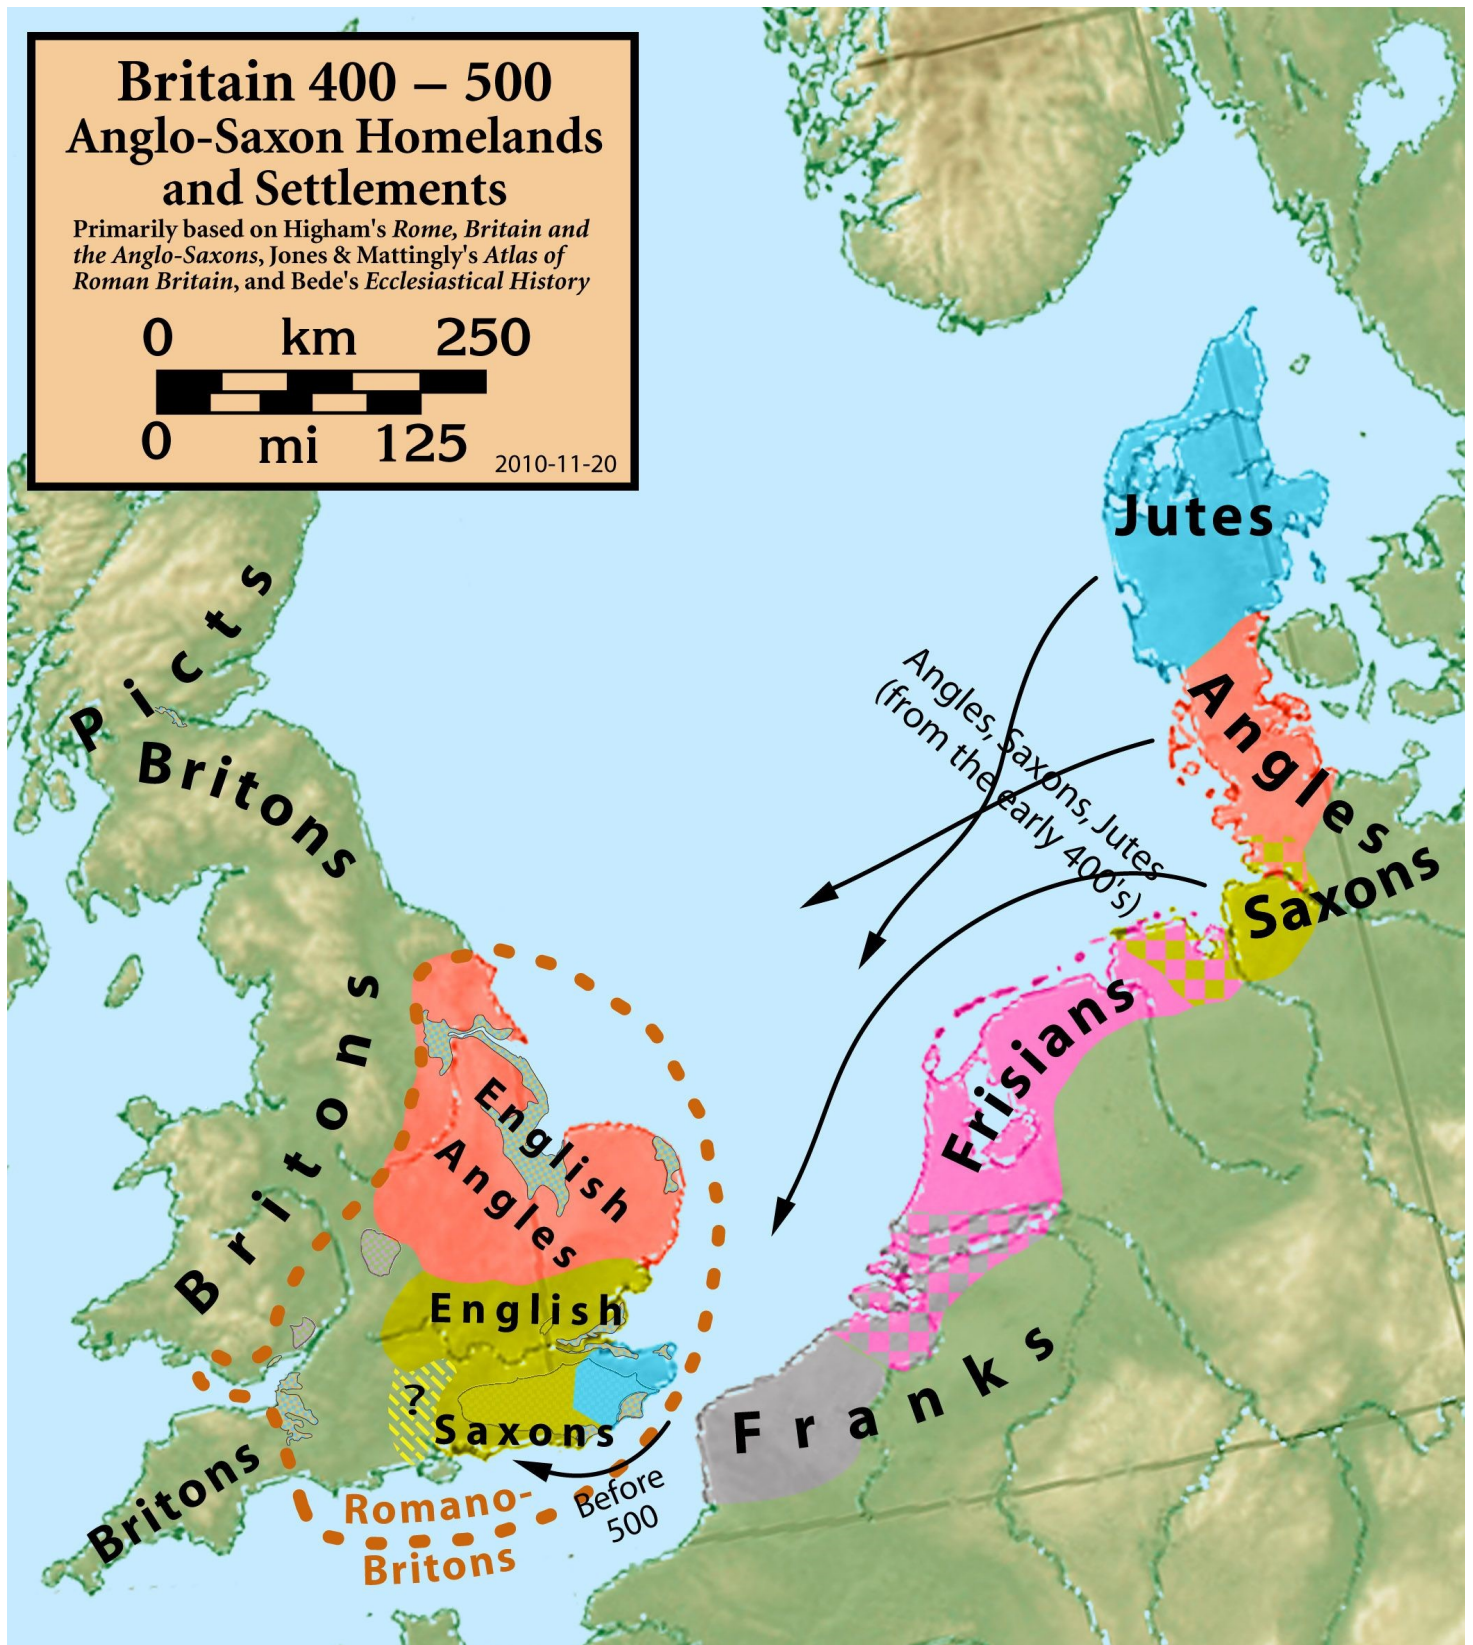 Britain 400 – 500
Anglo-Saxon Homelands
and Settlements
Primarily based on Higham's Rome, Britain and
the Anglo-Saxons, Jones & Mattingly's Atlas of
Roman Britain, and Bede's Ecclesiastical History
0 km 250
0 mi 125
2010-11-20
Jutes
Picts
Britons
Angles
Angles, Saxons, Jutes
(from the early 400's)
Saxons
Britons
Frisians
English
Angles
English
Saxons
?
Franks
Britons
Before
500
Romano-
Britons